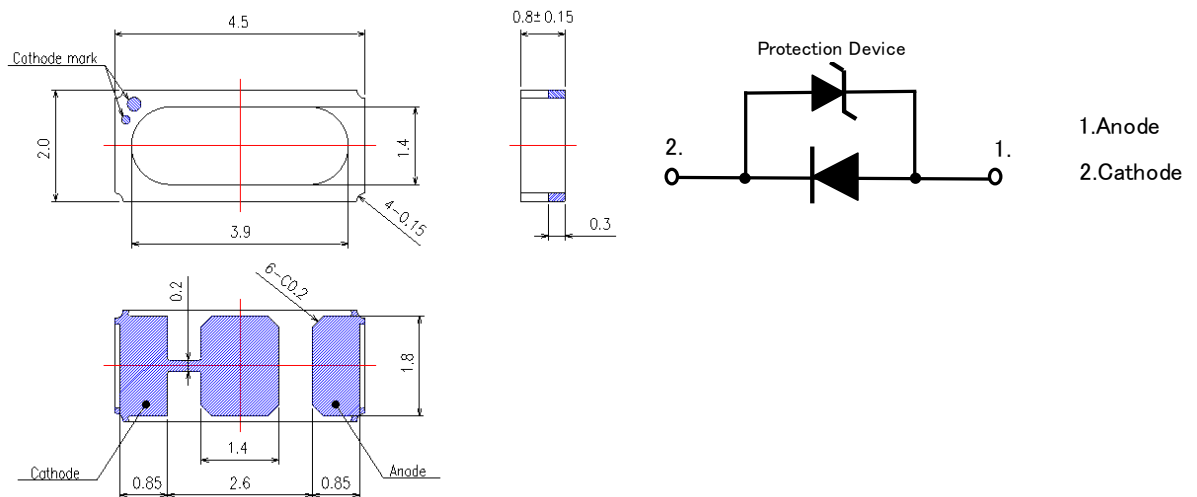 4.5
Cathode mark
2.0
1.4
3.9
4-0.15
0.8±0.15
0.3
Protection Device
2.
1.
1.Anode
2.Cathode
6-C0.2
0.2
1.8
1.4
Cathode
Anode
0.85
2.6
0.85